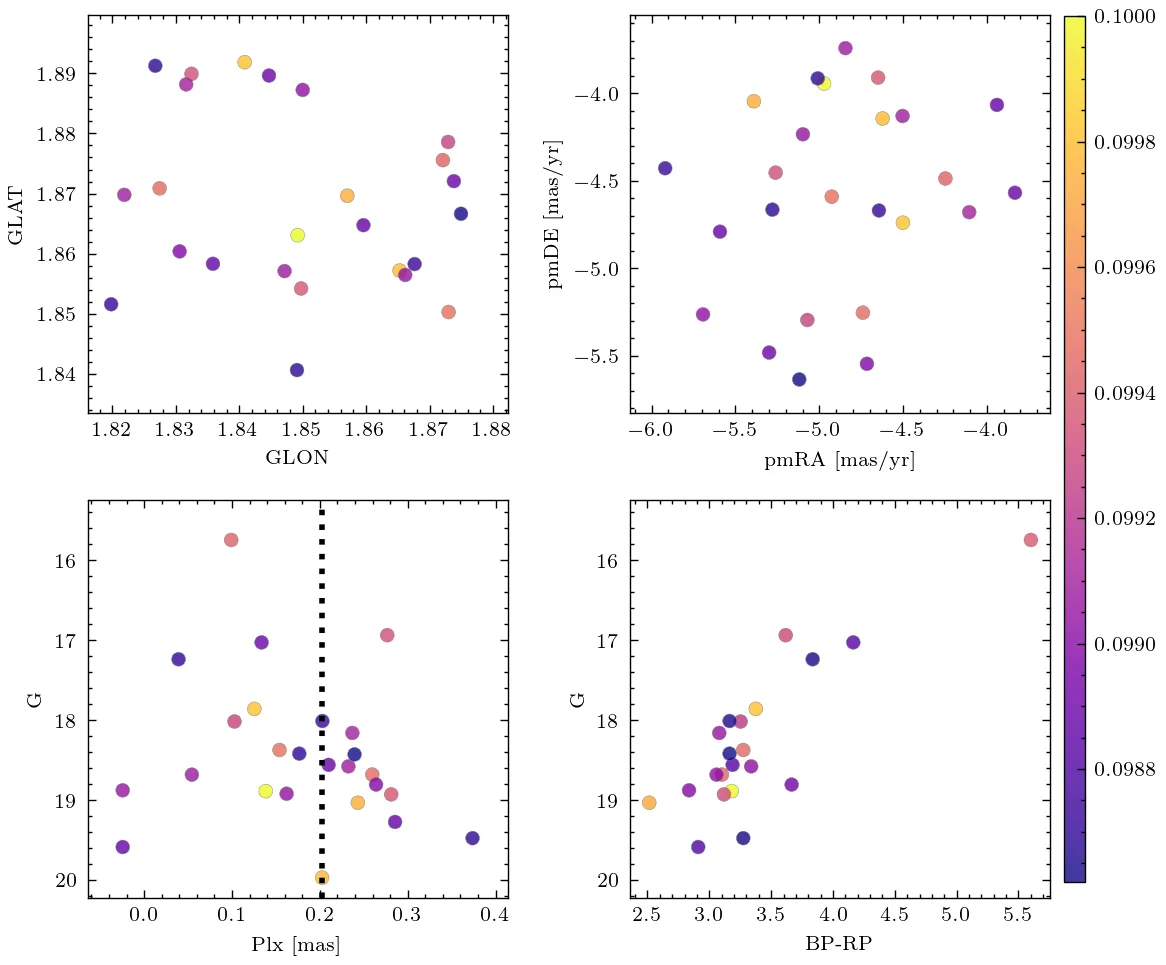 1.89
1.88
1.87
1.86
1.85
1.84
GLAT
1.82 1.83 1.84 1.85 1.86 1.87 1.88
GLON
−4.0
−4.5
−5.0
−5.5
pmDE [mas/yr]
−6.0 −5.5 −5.0 −4.5 −4.0
pmRA [mas/yr]
0.1000
0.0998
0.0996
0.0994
0.0992
0.0990
0.0988
16
17
18
19
20
G
0.0 0.1 0.2 0.3 0.4
Plx [mas]
16
17
18
19
20
G
2.5 3.0 3.5 4.0 4.5 5.0 5.5
BP-RP